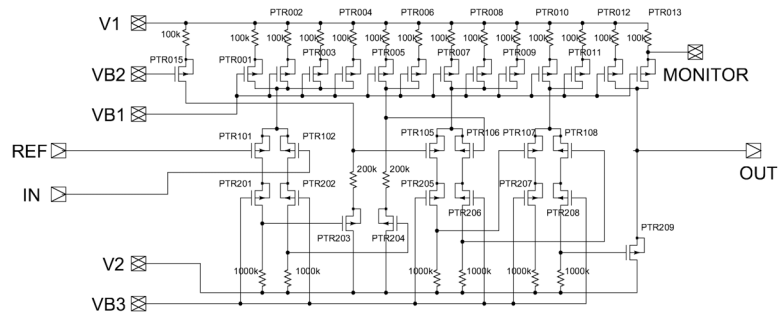 PTR002 PTR004 PTR006 PTR008 PTR010 PTR012 PTR013
V1
100k 100k 100k 100k 100k 100k 100k 100k 100k 100k 100k 100k 100k 100k
PTR015 PTR001 PTR003 PTR005 PTR007 PTR009 PTR011
MONITOR
VB2
VB1
PTR101 PTR102 PTR105 PTR106 PTR107 PTR108
REF
OUT
200k 200k
IN
PTR201 PTR202 PTR205 PTR207
PTR206 PTR208
PTR203 PTR204
PTR209
V2
1000k 1000k 1000k 1000k 1000k 1000k
VB3